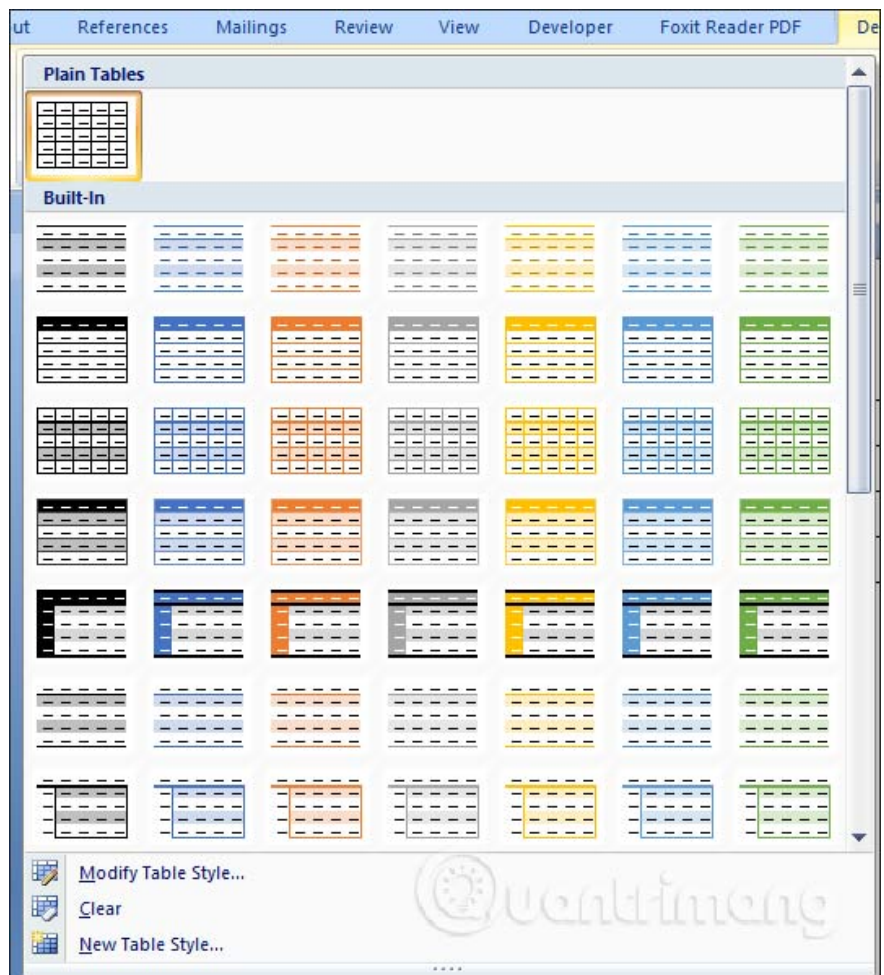 ut References Mailings Review View Developer Foxit Reader PDF De
Plain Tables
Built-In
Modify Table Style...
Clear
New Table Style...
Quantrimang